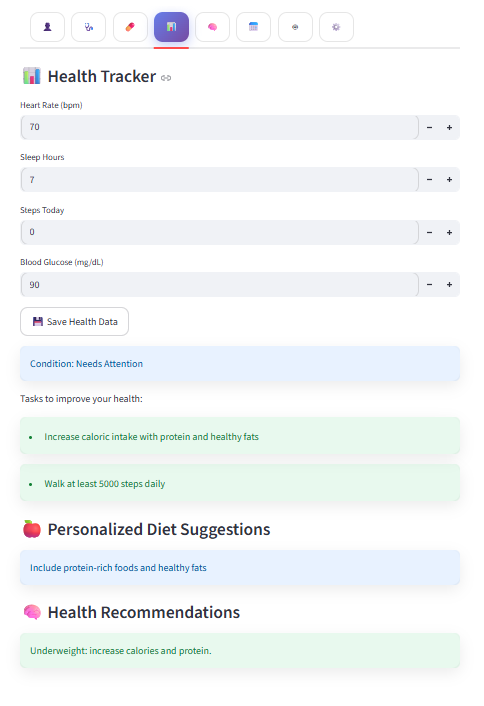 Health Tracker
Heart Rate (bpm)
70
Sleep Hours
7
Steps Today
0
Blood Glucose (mg/dL)
90
Save Health Data
Condition: Needs Attention
Tasks to improve your health:
• Increase caloric intake with protein and healthy fats
• Walk at least 5000 steps daily
Personalized Diet Suggestions
Include protein-rich foods and healthy fats
Health Recommendations
Underweight: increase calories and protein.